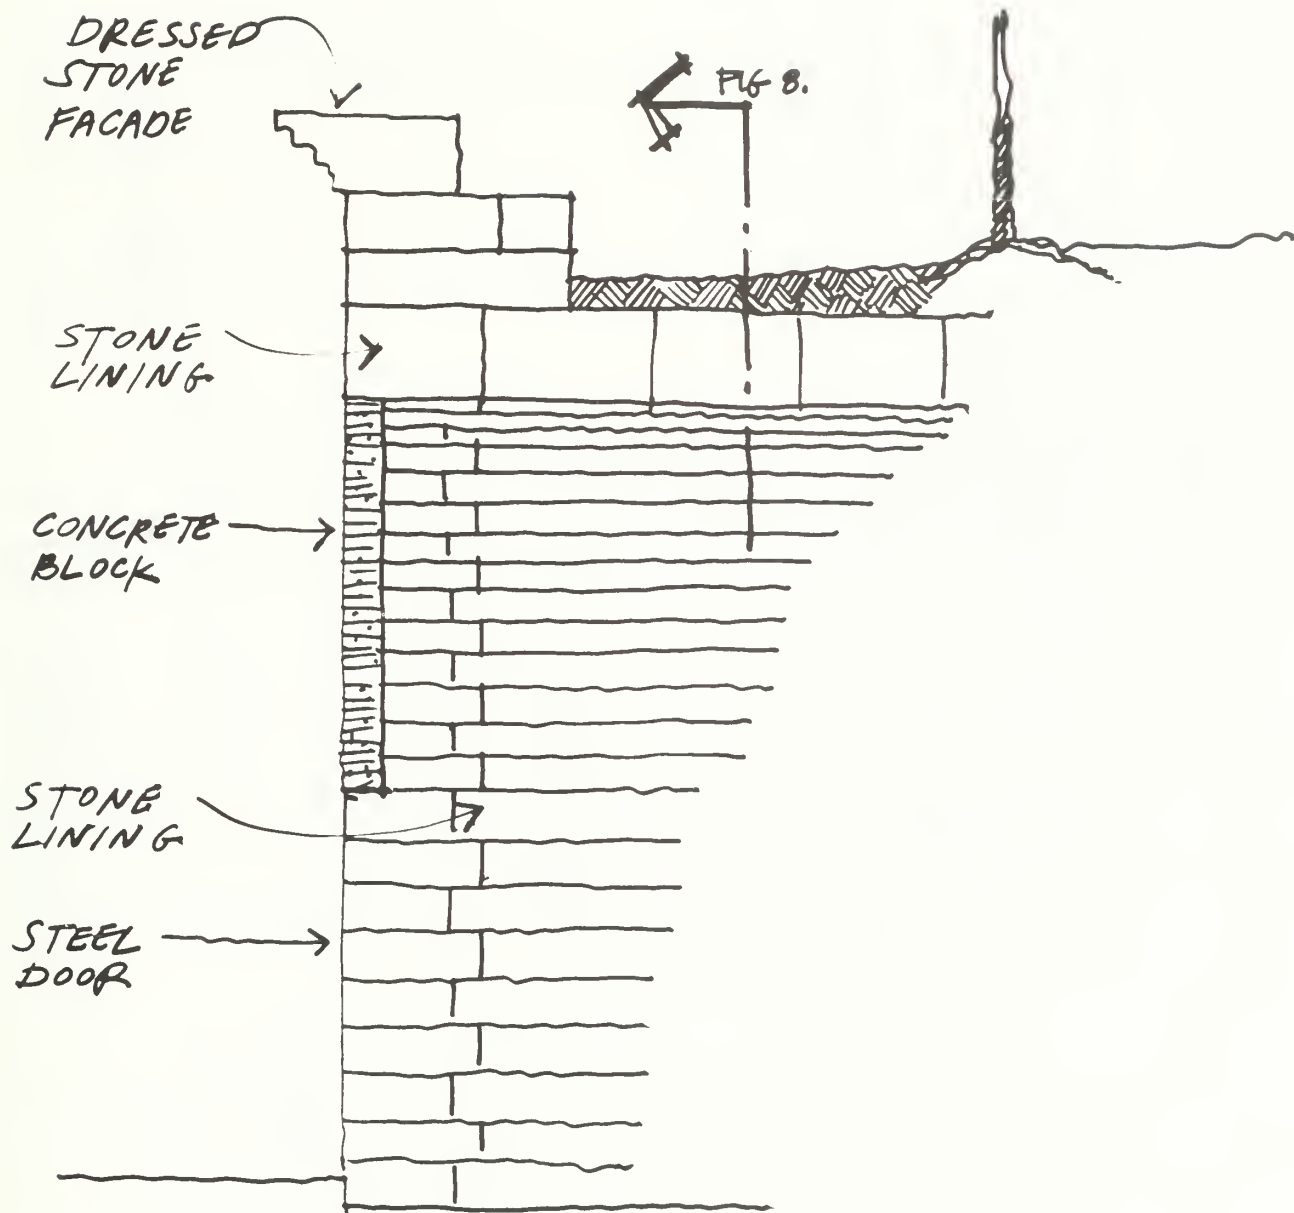 DRESSED
STONE
FACADE
FIG 8.
STONE
LINING
CONCRETE
BLOCK
STONE
LINING
STEEL
DOOR